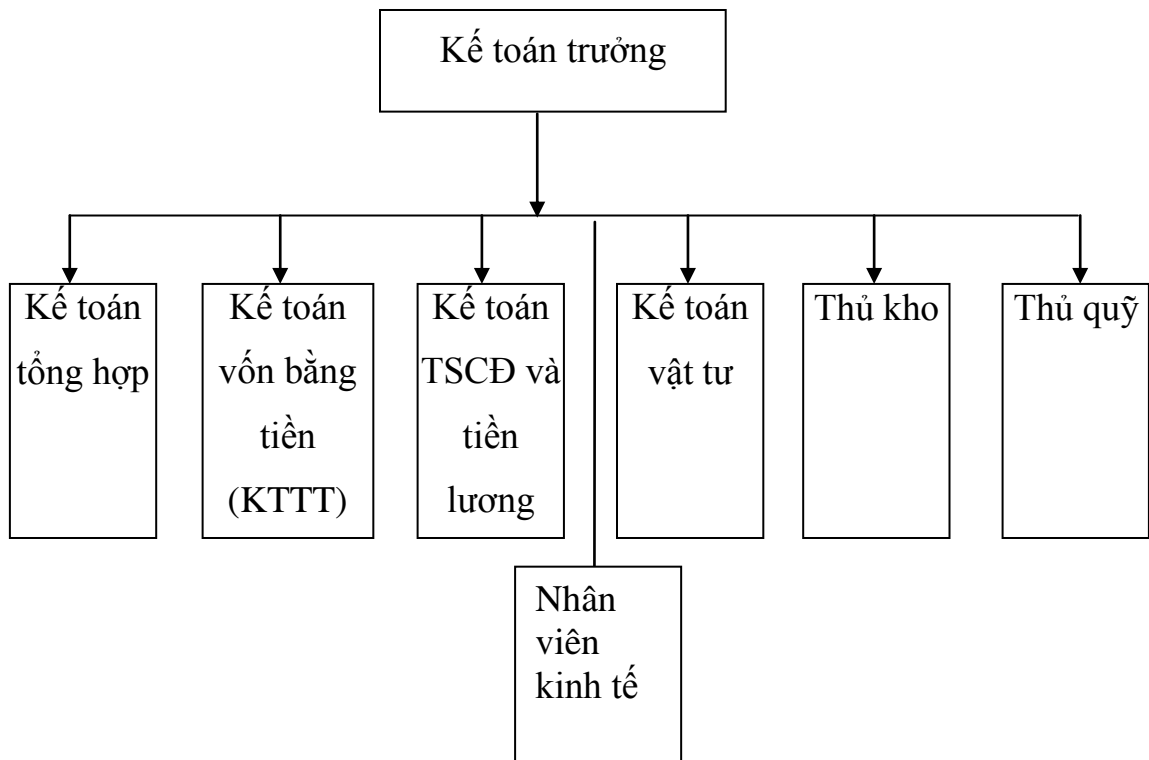 Kế toán trưởng
Kế toán
tổng hợp
Kế toán
vốn bằng
tiền
(KTTT)
Kế toán
TSCĐ và
tiền
lương
Kế toán
vật tư
Thủ kho
Thủ quỹ
Nhân
viên
kinh tế